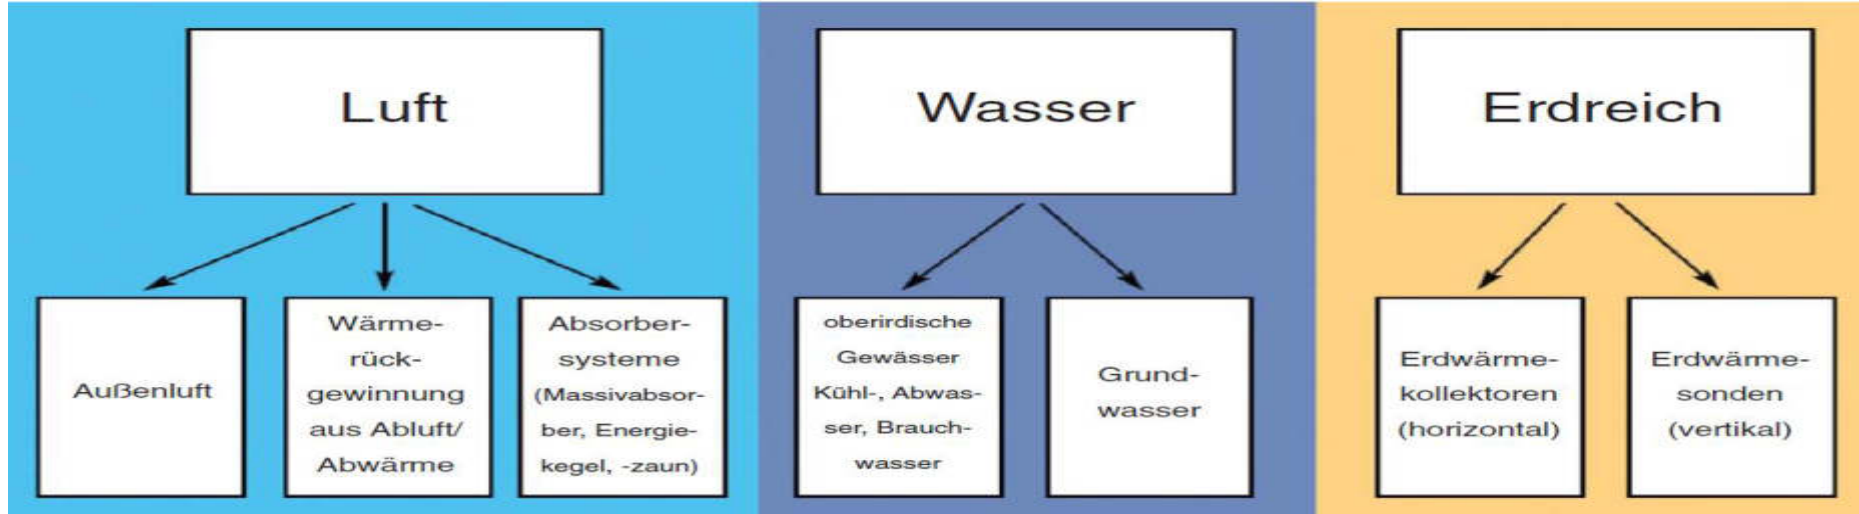 Luft
Wasser
Erdreich
Außenluft
Wärme-
rück-
gewinnung
aus Abluft/
Abwärme
Absorber-
systeme
(Massivabsor-
ber, Energie-
kegel, -zaun)
oberirdische
Gewässer
Kühl-, Abwas-
ser, Brauch-
wasser
Grund-
wasser
Erdwärme-
kollektoren
(horizontal)
Erdwärme-
sonden
(vertikal)